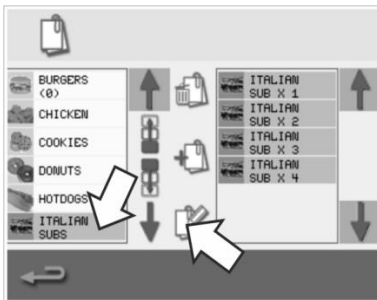 BURGERS
(0)
CHICKEN
COOKIES
DONUTS
HOTDOGS
ITALIAN
SUBS
ITALIAN
SUB X 1
ITALIAN
SUB X 2
ITALIAN
SUB X 3
ITALIAN
SUB X 4